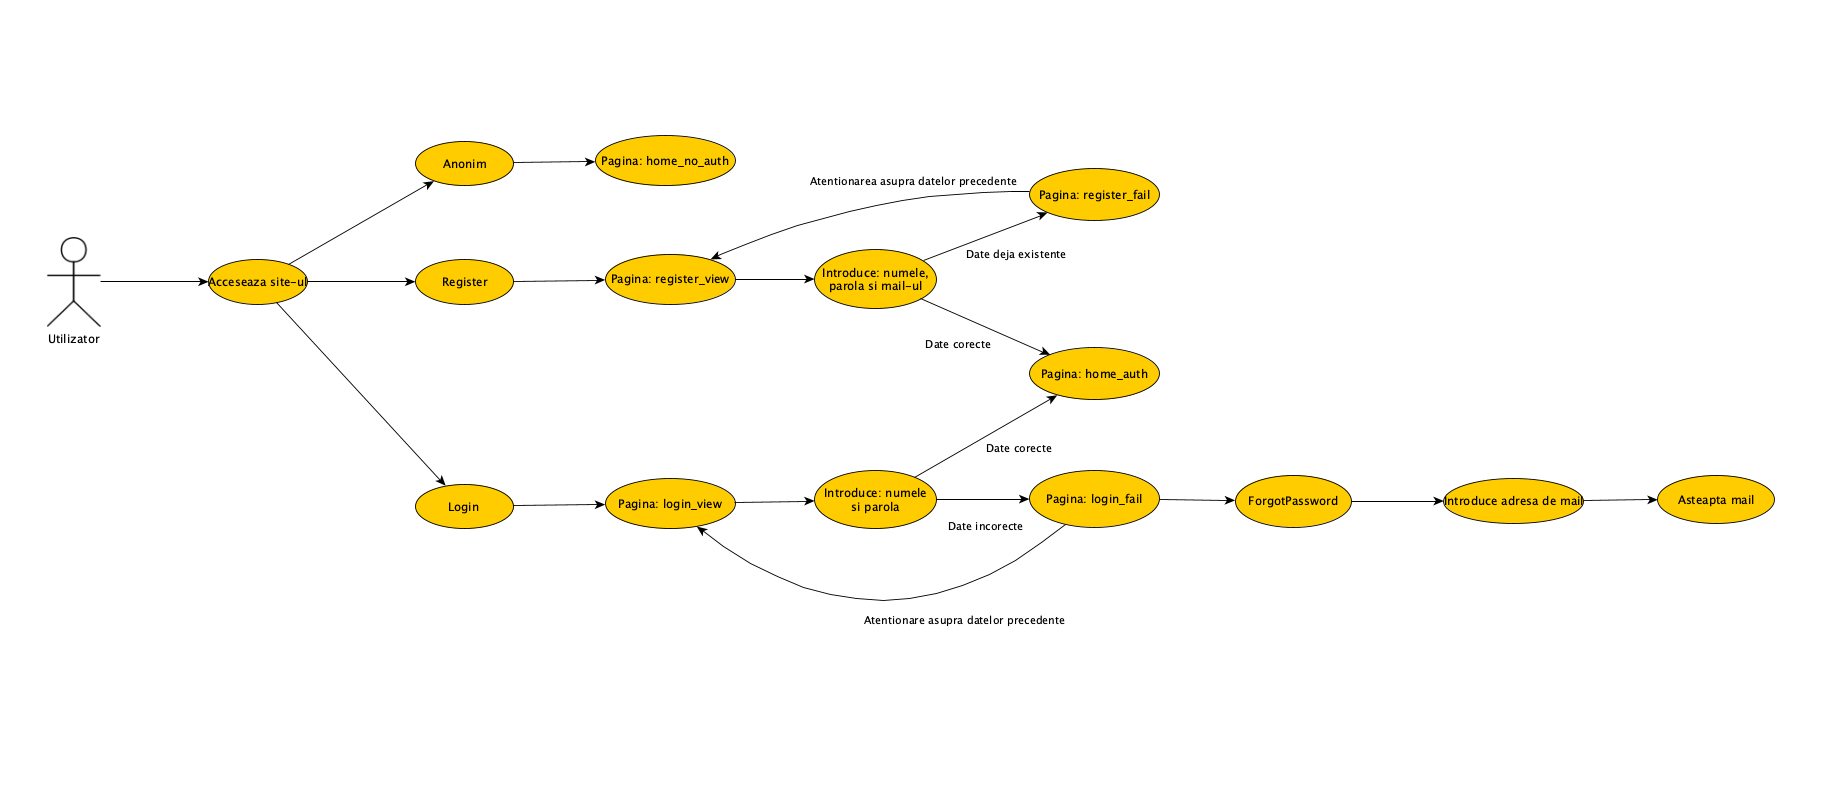 Anonim
Pagina: home_no_auth
Atentionarea asupra datelor precedente
Pagina: register_fail
Date deja existente
Utilizator
Acceseaza site-ul
Register
Pagina: register_view
Introduce: numele,
parola si mail-ul
Date corecte
Pagina: home_auth
Date corecte
Login
Pagina: login_view
Introduce: numele
si parola
Pagina: login_fail
Date incorecte
ForgotPassword
Introduce adresa de mail
Asteapta mail
Atentionare asupra datelor precedente